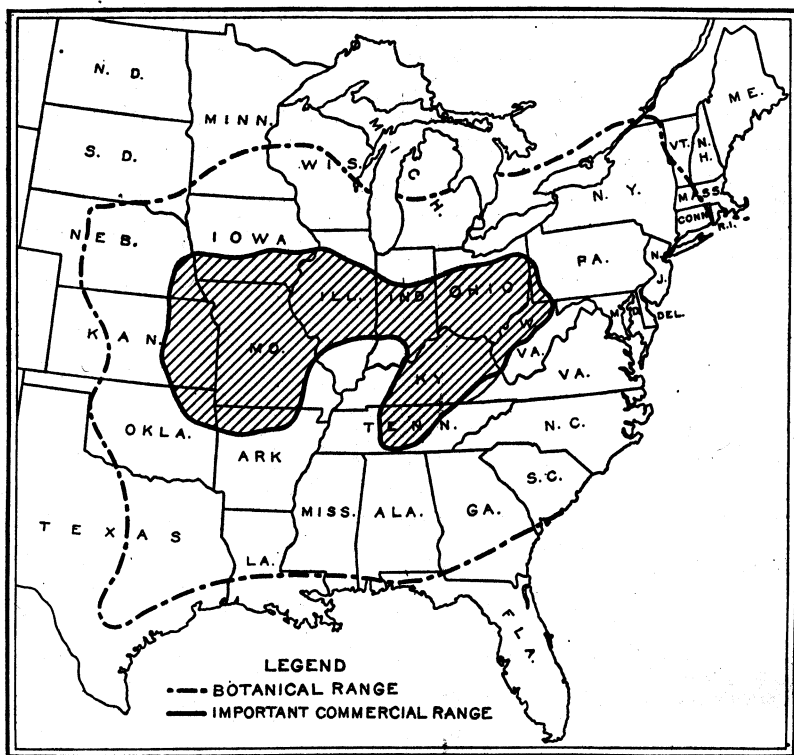 N. D.
MINN.
S. D.
WIS.
MICH.
ME.
VT.
N. H.
N. Y.
MASS
CONN
R.I.
NEB.
IOWA
PA.
N. J.
ILL.
IND
OHIO
M D.
DEL.
KAN.
MO.
W. VA.
VA.
KY.
OKLA.
TENN.
N. C.
ARK
S. C.
TEXAS
MISS.
ALA.
GA.
LA.
FLA.
LEGEND
BOTANICAL RANGE
IMPORTANT COMMERCIAL RANGE